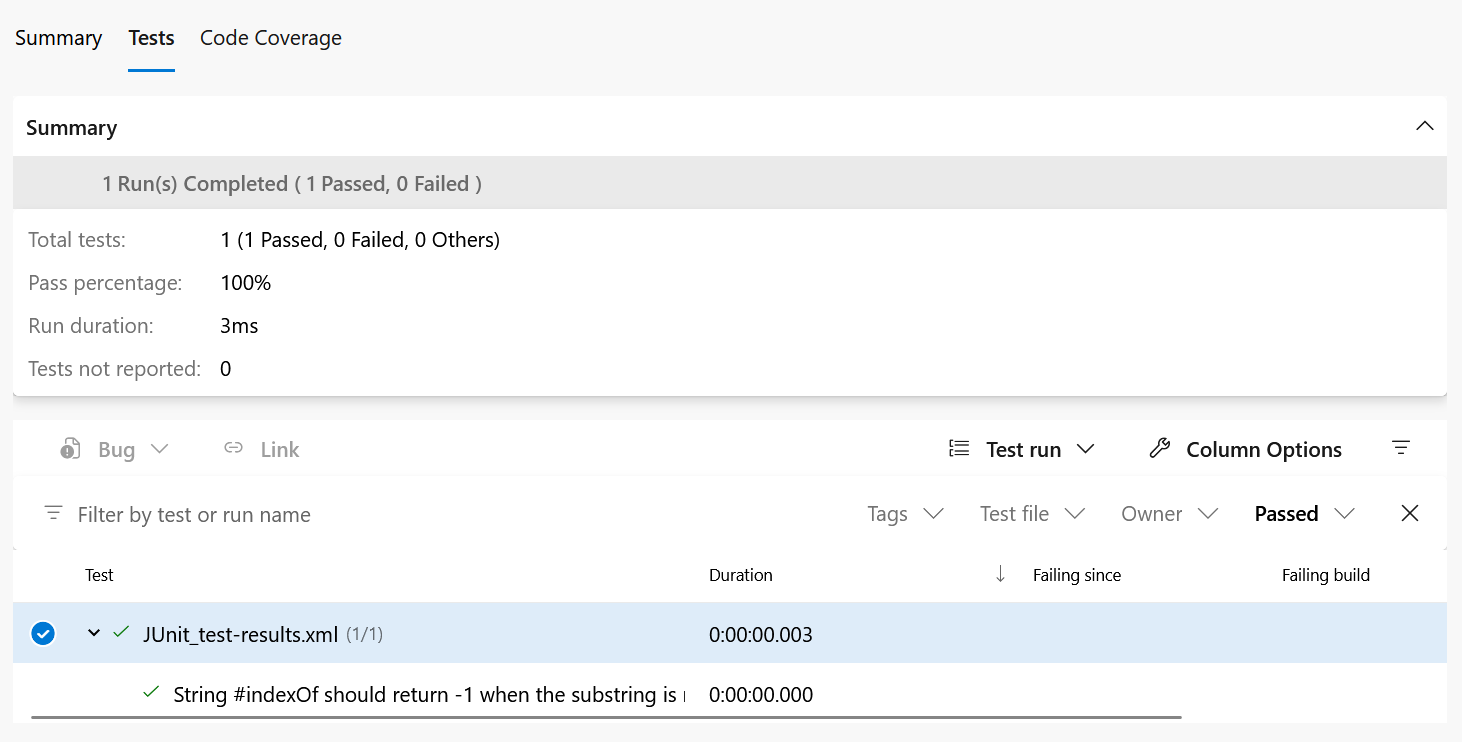 Summary Tests Code Coverage
Summary
1 Run(s) Completed ( 1 Passed, 0 Failed )
Total tests: 1 (1 Passed, 0 Failed, 0 Others)
Pass percentage: 100%
Run duration: 3ms
Tests not reported: 0
Bug Link Test run Column Options
Filter by test or run name Tags Test file Owner Passed
Test Duration Failing since Failing build
JUnit_test-results.xml (1/1) 0:00:00.003
String #indexOf should return -1 when the substring is 0:00:00.000